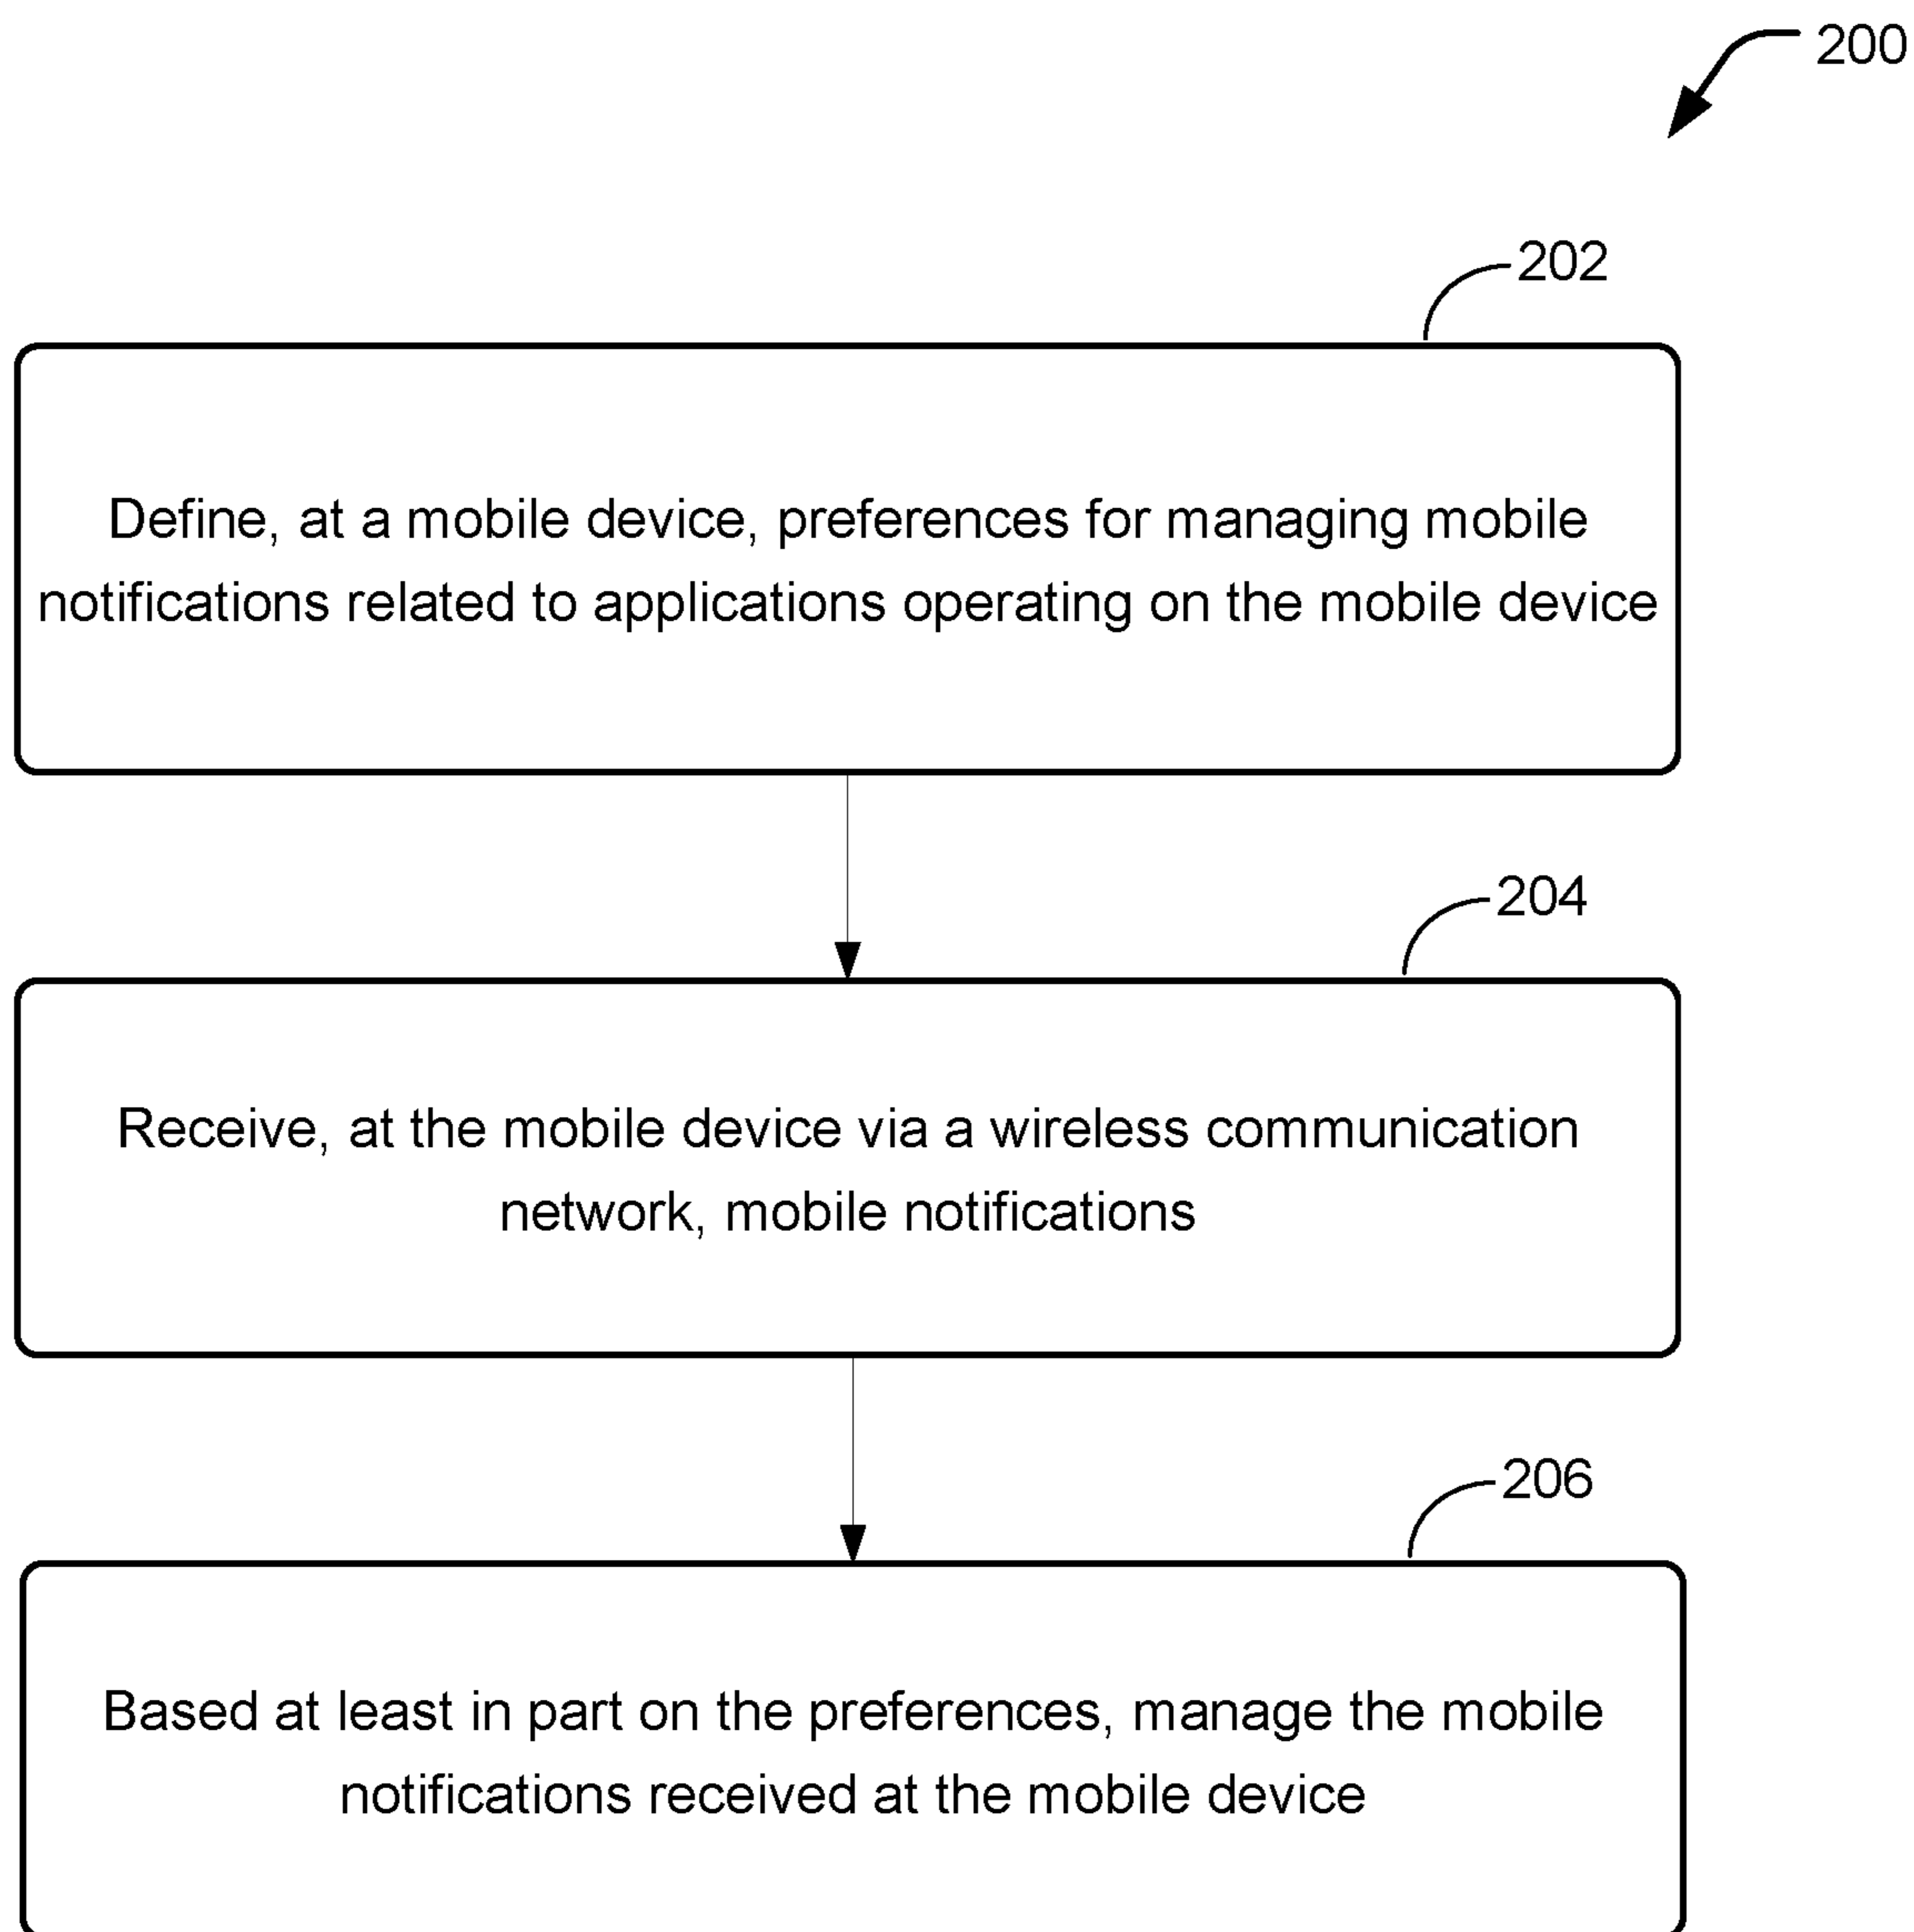 200
202
Define, at a mobile device, preferences for managing mobile
notifications related to applications operating on the mobile device
204
Receive, at the mobile device via a wireless communication
network, mobile notifications
206
Based at least in part on the preferences, manage the mobile
notifications received at the mobile device